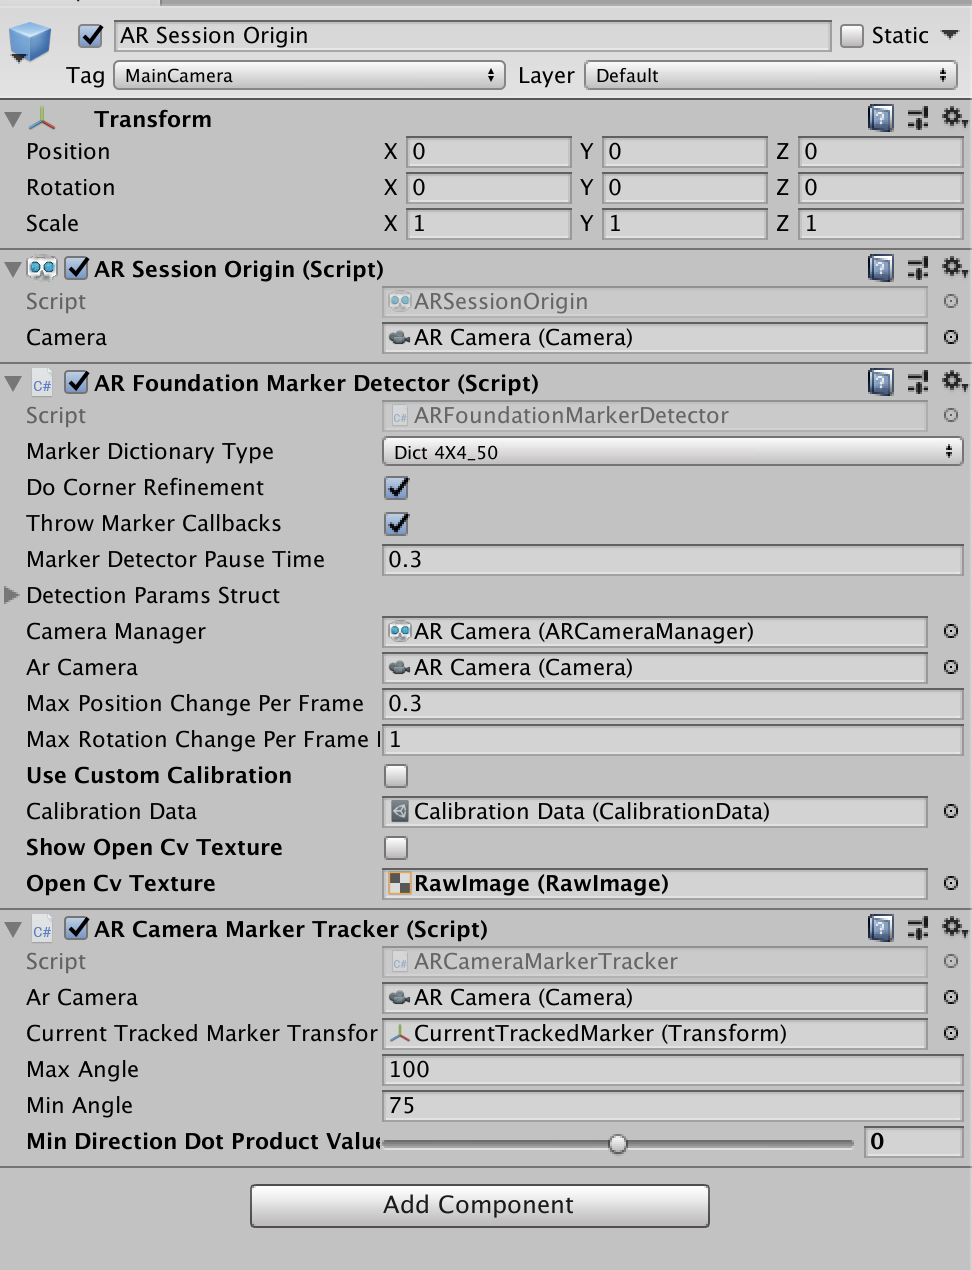 AR Session Origin Static
Tag MainCamera Layer Default
Transform
Position X 0 Y 0 Z 0
Rotation X 0 Y 0 Z 0
Scale X 1 Y 1 Z 1
AR Session Origin (Script)
Script ARSessionOrigin
Camera AR Camera (Camera)
C# AR Foundation Marker Detector (Script)
Script C# ARFoundationMarkerDetector
Marker Dictionary Type Dict 4X4_50
Do Corner Refinement
Throw Marker Callbacks
Marker Detector Pause Time 0.3
Detection Params Struct
Camera Manager AR Camera (ARCameraManager)
Ar Camera AR Camera (Camera)
Max Position Change Per Frame 0.3
Max Rotation Change Per Frame 1
Use Custom Calibration
Calibration Data Calibration Data (CalibrationData)
Show Open Cv Texture
Open Cv Texture RawImage (RawImage)
C# AR Camera Marker Tracker (Script)
Script C# ARCameraMarkerTracker
Ar Camera AR Camera (Camera)
Current Tracked Marker Transfor CurrentTrackedMarker (Transform)
Max Angle 100
Min Angle 75
Min Direction Dot Product Value 0
Add Component